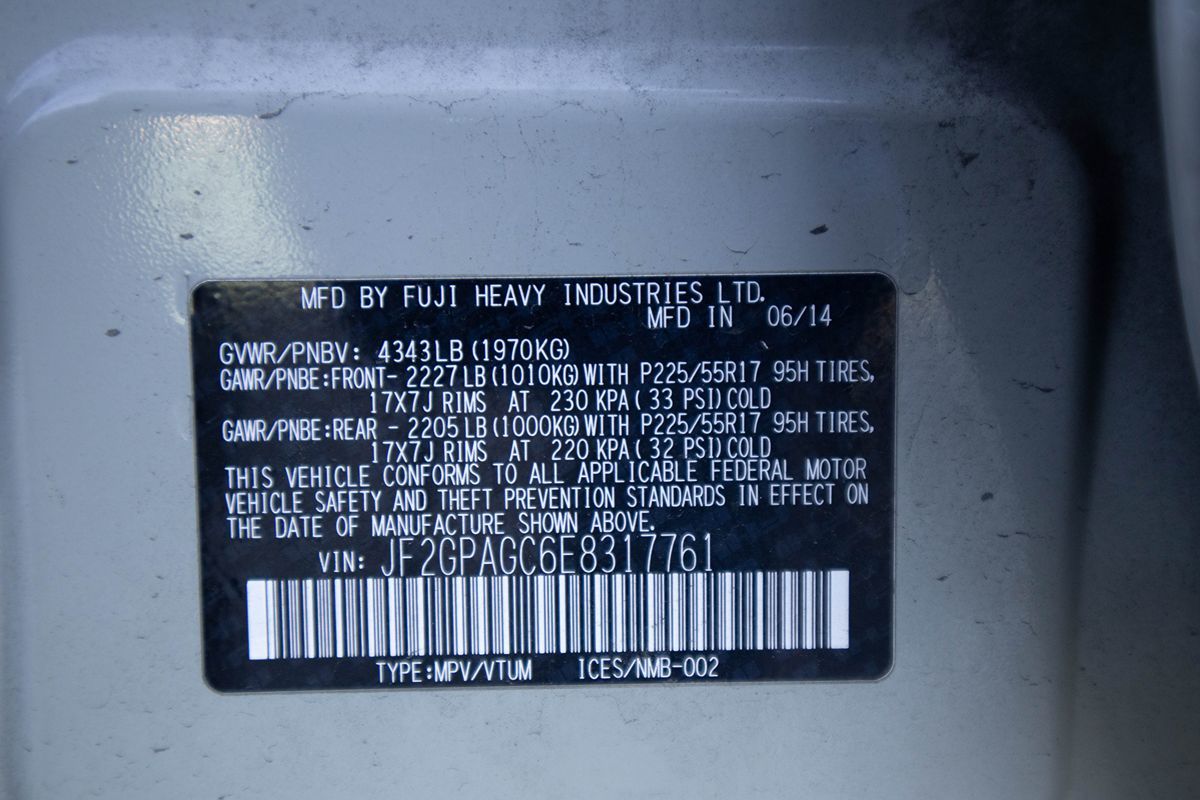 MFD BY FUJI HEAVY INDUSTRIES LTD.
MFD IN 06/14
GVWR/PNBV: 4343LB (1970KG)
GAWR/PNBE:FRONT- 2227LB (1010KG) WITH P225/55R17 95H TIRES,
17X7J RIMS AT 230 KPA( 33 PSI) COLD
GAWR/PNBE:REAR - 2205LB (1000KG) WITH P225/55R17 95H TIRES,
17X7J RIMS AT 220 KPA( 32 PSI) COLD
THIS VEHICLE CONFORMS TO ALL APPLICABLE FEDERAL MOTOR
VEHICLE SAFETY AND THEFT PREVENTION STANDARDS IN EFFECT ON
THE DATE OF MANUFACTURE SHOWN ABOVE.
VIN: JF2GPAGC6E8317761
TYPE:MPV/VTUM ICES/NMB-002